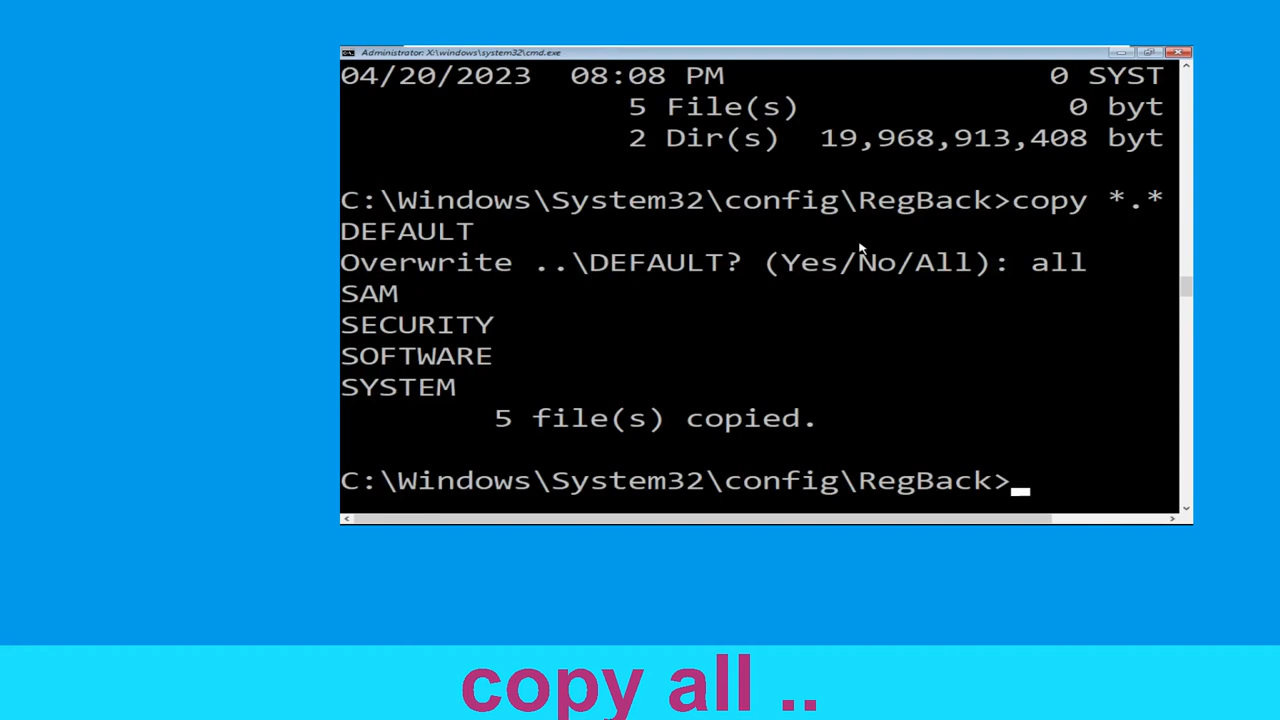 Administrator: X:\windows\system32\cmd.exe
04/20/2023 08:08 PM 0 SYST
5 File(s) 0 byt
2 Dir(s) 19,968,913,408 byt
C:\Windows\System32\config\RegBack>copy *.*
DEFAULT
Overwrite ..\DEFAULT? (Yes/No/All): all
SAM
SECURITY
SOFTWARE
SYSTEM
5 file(s) copied.
C:\Windows\System32\config\RegBack>
copy all ..